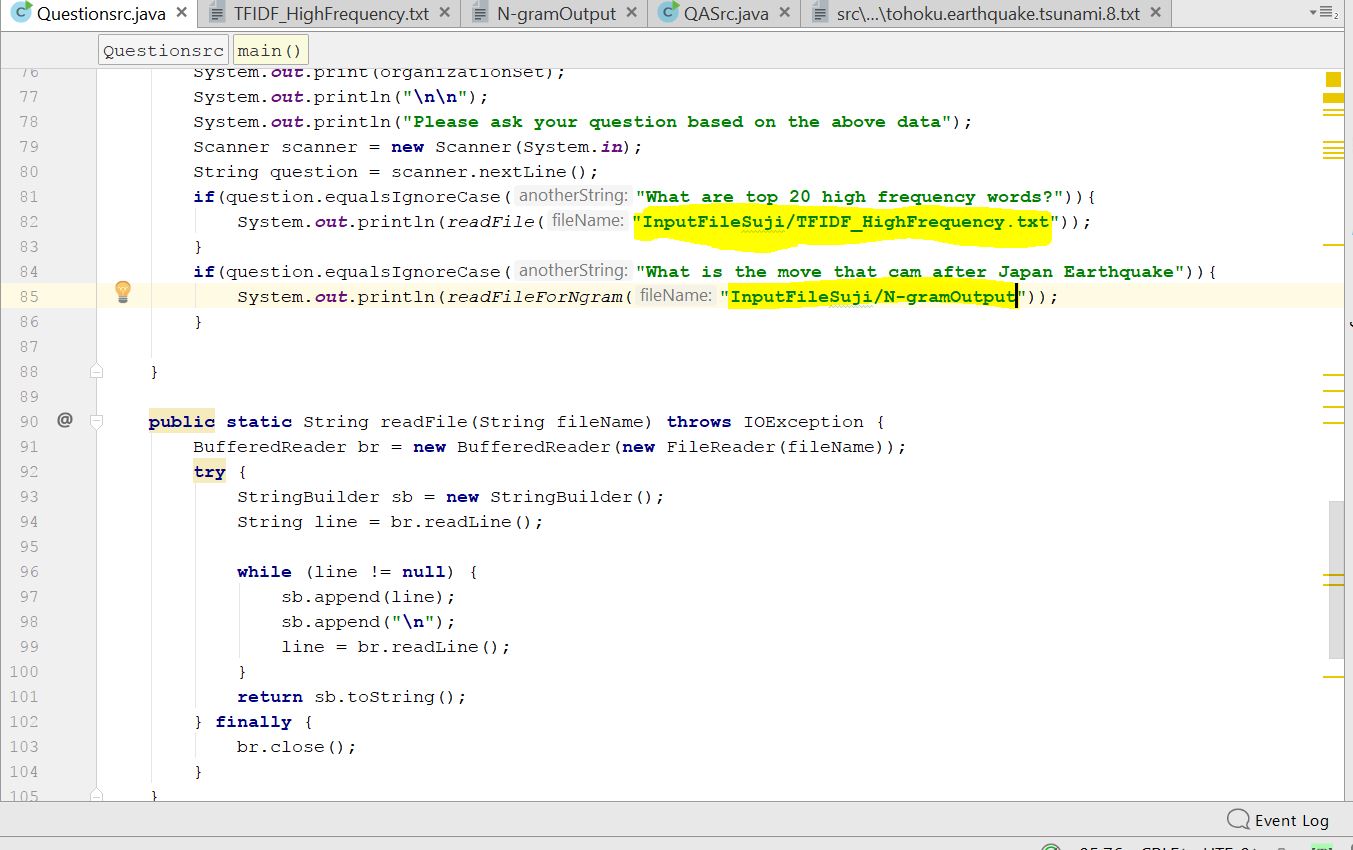 Questionsrc.java TFIDF_HighFrequency.txt N-gramOutput QASrc.java src\...\tohoku.earthquake.tsunami.8.txt
Questionsrc main()
76 System.out.print(organizationSet);
77 System.out.println("\n\n");
78 System.out.println("Please ask your question based on the above data");
79 Scanner scanner = new Scanner(System.in);
80 String question = scanner.nextLine();
81 if(question.equalsIgnoreCase( anotherString: "What are top 20 high frequency words?")){
82 System.out.println(readFile( fileName: "InputFileSuji/TFIDF_HighFrequency.txt"));
83 }
84 if(question.equalsIgnoreCase( anotherString: "What is the move that cam after Japan Earthquake")){
85 System.out.println(readFileForNgram( fileName: "InputFileSuji/N-gramOutput"));
86 }
87
88 }
89
90 @ public static String readFile(String fileName) throws IOException {
91 BufferedReader br = new BufferedReader(new FileReader(fileName));
92 try {
93 StringBuilder sb = new StringBuilder();
94 String line = br.readLine();
95
96 while (line != null) {
97 sb.append(line);
98 sb.append("\n");
99 line = br.readLine();
100 }
101 return sb.toString();
102 } finally {
103 br.close();
104 }
105 }
Event Log